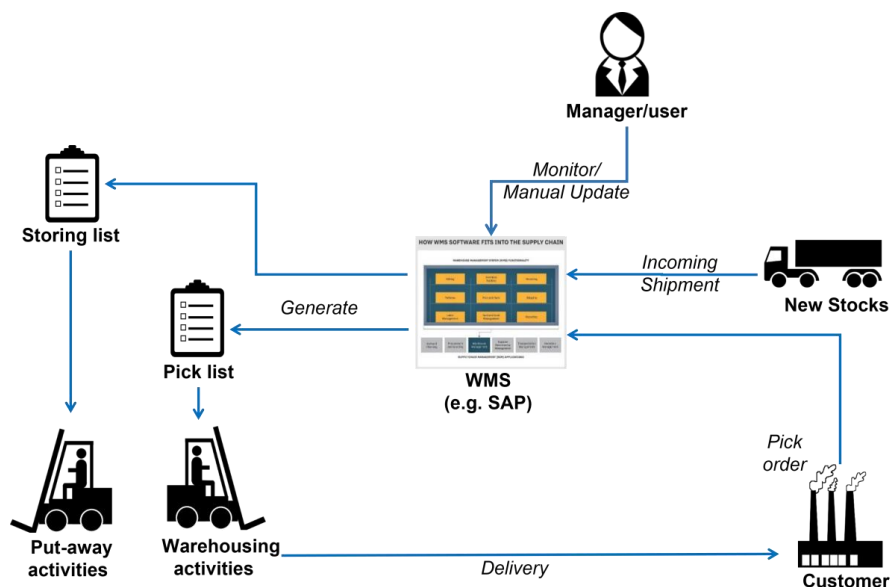 Manager/user
Monitor/
Manual Update
Storing list
HOW WMS SOFTWARE FITS INTO THE SUPPLY CHAIN
Incoming
Shipment
New Stocks
Generate
Pick list
WMS
(e.g. SAP)
Pick
order
Put-away
activities
Warehousing
activities
Delivery
Customer